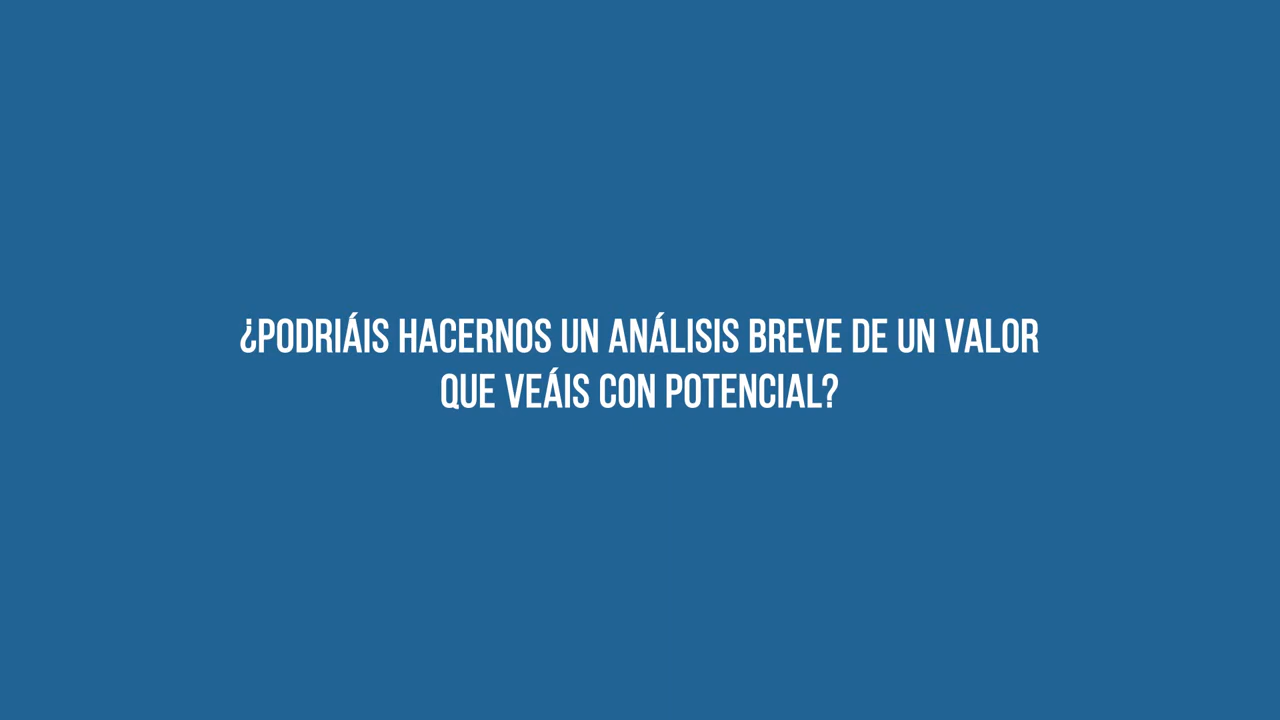 ¿PODRIÁIS HACERNOS UN ANÁLISIS BREVE DE UN VALOR
QUE VEÁIS CON POTENCIAL?